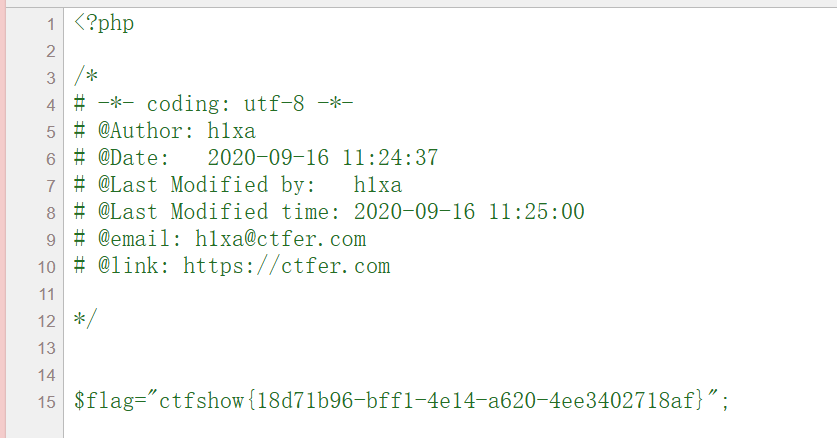 1 <?php
2
3 /*
4 # -*- coding: utf-8 -*-
5 # @Author: h1xa
6 # @Date:   2020-09-16 11:24:37
7 # @Last Modified by:   h1xa
8 # @Last Modified time: 2020-09-16 11:25:00
9 # @email: h1xa@ctfer.com
10 # @link: https://ctfer.com
11
12 */
13
14
15 $flag="ctfshow{18d71b96-bff1-4e14-a620-4ee3402718af}";